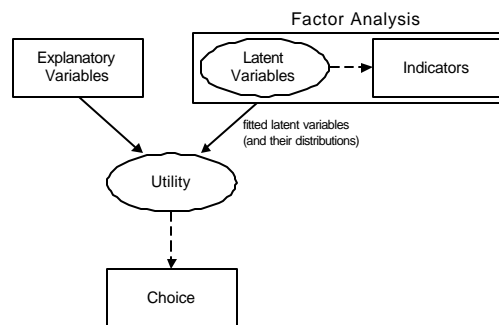 Factor Analysis
Explanatory
Variables
Latent
Variables
Indicators
fitted latent variables
(and their distributions)
Utility
Choice